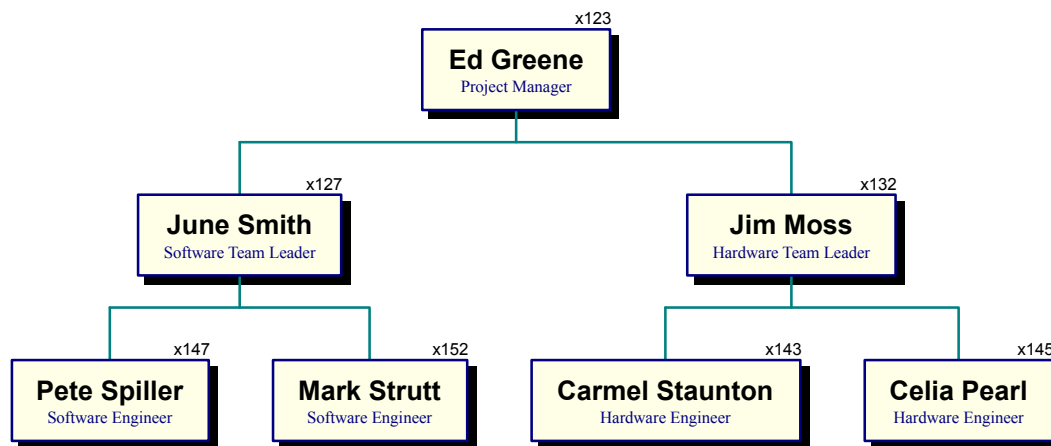 x123
Ed Greene
Project Manager
x127
June Smith
Software Team Leader
x132
Jim Moss
Hardware Team Leader
x147
Pete Spiller
Software Engineer
x152
Mark Strutt
Software Engineer
x143
Carmel Staunton
Hardware Engineer
x145
Celia Pearl
Hardware Engineer